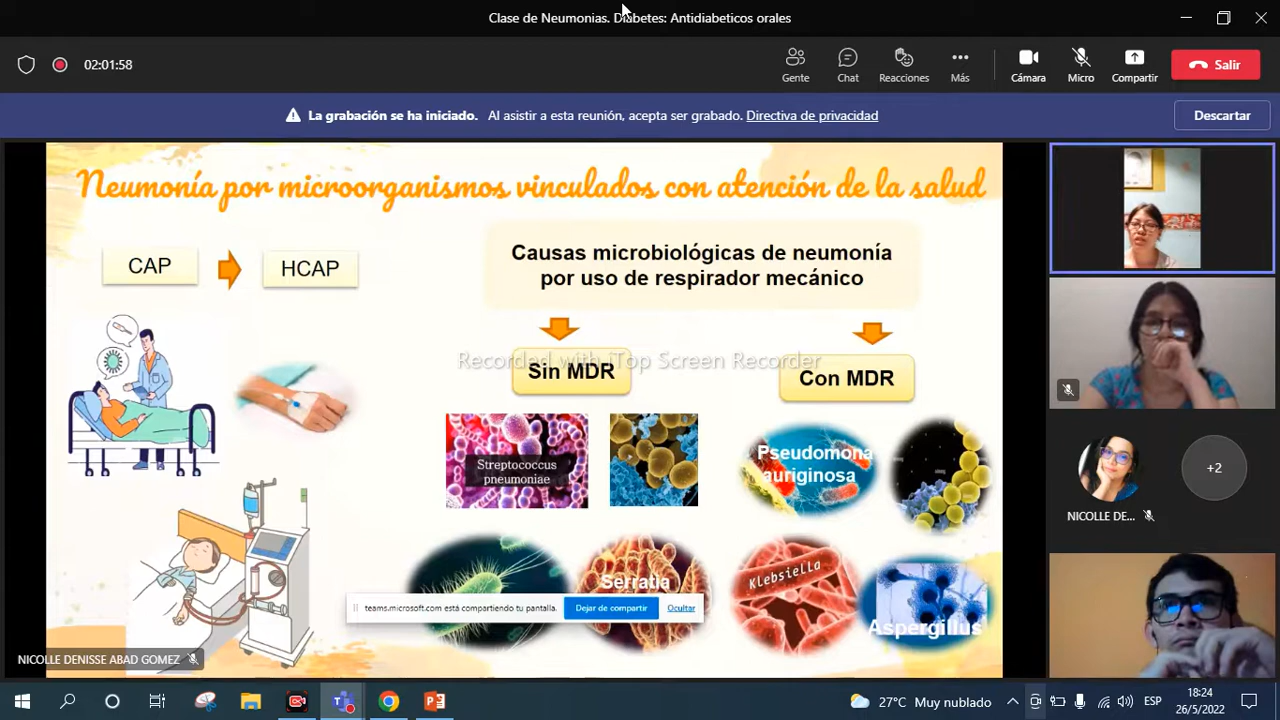 Clase de Neumonias. Diabetes: Antidiabeticos orales
02:01:58
Gente
Chat
Reacciones
Más
Cámara
Micro
Compartir
Salir
La grabación se ha iniciado. Al asistir a esta reunión, acepta ser grabado. Directiva de privacidad
Descartar
Neumonía por microorganismos vinculados con atención de la salud
CAP
HCAP
Causas microbiológicas de neumonía
por uso de respirador mecánico
Recorded with iTop Screen Recorder
Sin MDR
Con MDR
Streptococcus
pneumoniae
Pseudomona
auriginosa
Serratia
Klebsiella
Aspergillus
teams.microsoft.com está compartiendo tu pantalla.
Dejar de compartir
Ocultar
NICOLLE DENISSE ABAD GOMEZ
+2
NICOLLE DE...
27°C Muy nublado
ESP
18:24
26/5/2022